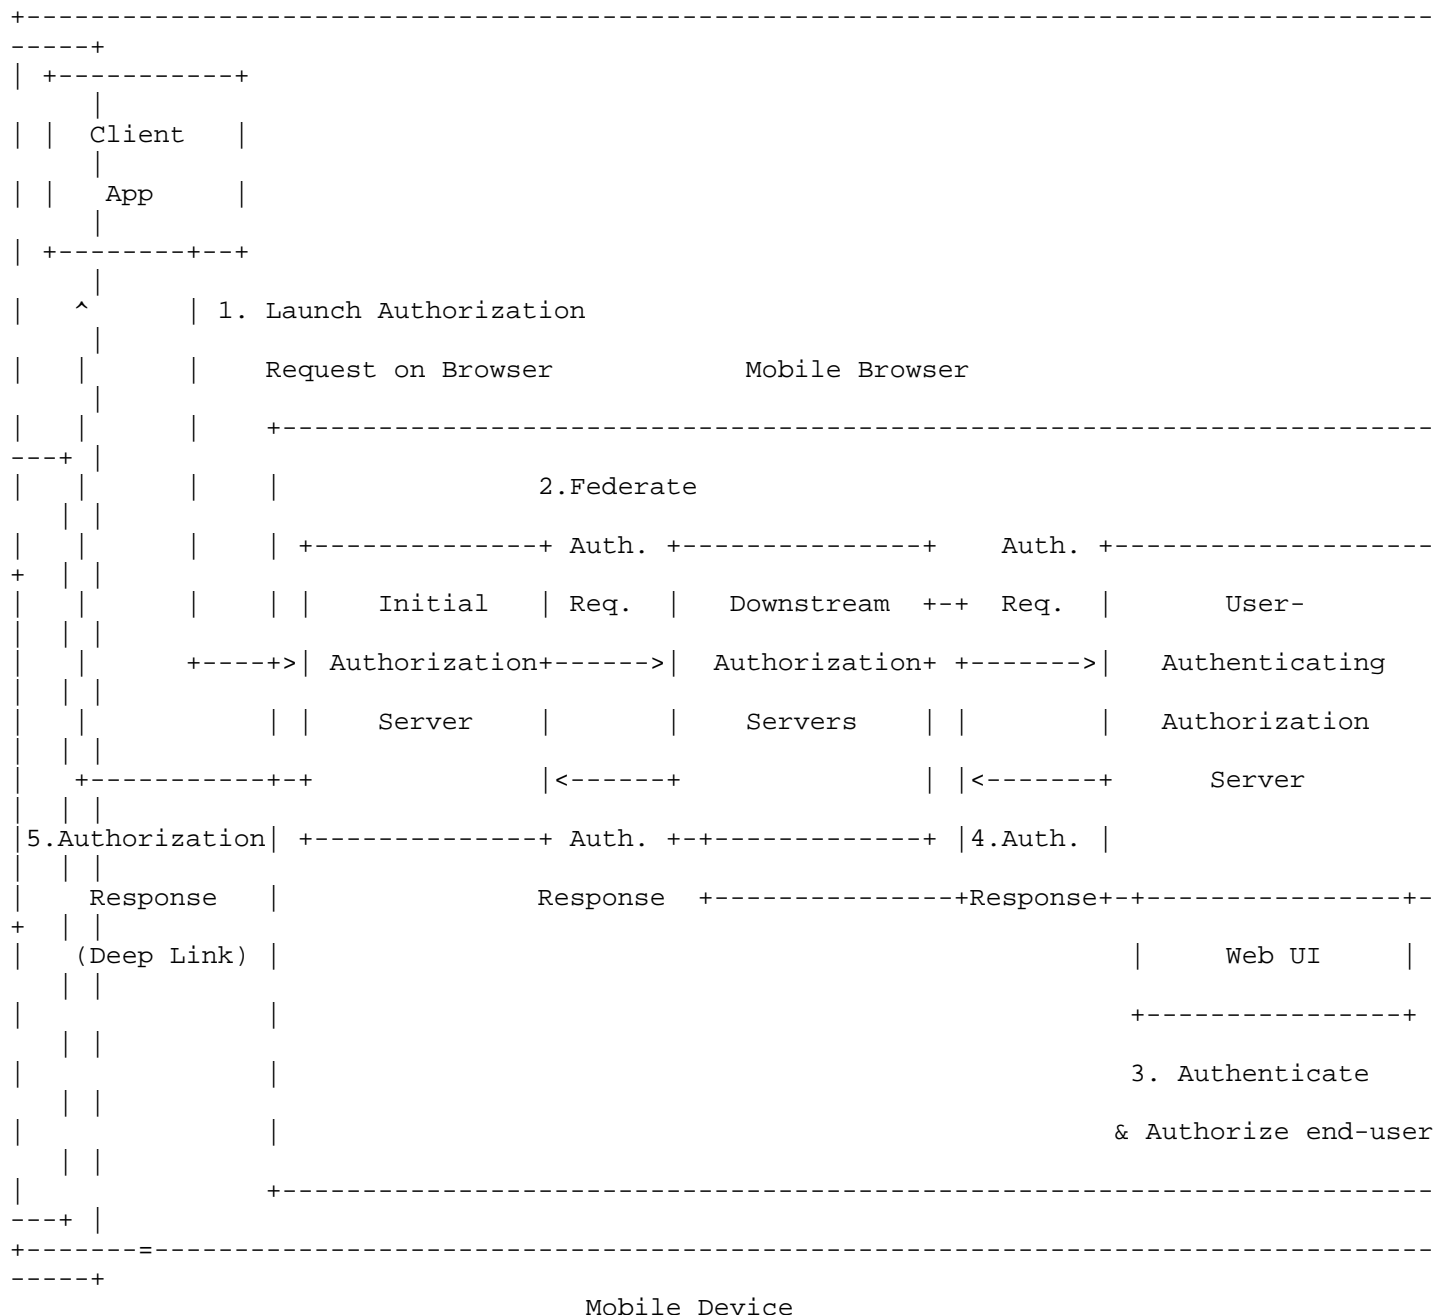 +----------------------------------------------------------------------------------------
-----+
| +-----------+
     |
| |  Client   |
     |
| |   App     |
     |
| +--------+--+
     |
|   ^      | 1. Launch Authorization
     |
|   |      |    Request on Browser            Mobile Browser
     |
|   |      |    +------------------------------------------------------------------------
---+ |
|   |      |    |                2.Federate
   | |
|   |      |    | +--------------+ Auth. +---------------+    Auth. +--------------------
+  | |
|   |      |    | |    Initial   | Req.  |   Downstream  +-+  Req.  |       User-
|  | |
|   |      +----+>| Authorization+------>|  Authorization+ +------->|   Authenticating
|  | |
|   |           | |    Server    |       |    Servers    | |        |   Authorization
|  | |
|   +-----------+-+              |<------+               | |<-------+      Server
|  | |
|5.Authorization| +--------------+ Auth. +-+-------------+ |4.Auth. |
|  | |
|    Response   |                Response  +---------------+Response+-+----------------+-
+  | |
|   (Deep Link) |                                                     |     Web UI     |
   | |
|               |                                                     +----------------+
   | |
|               |                                                     3. Authenticate
   | |
|               |                                                    & Authorize end-user
   | |
|               +------------------------------------------------------------------------
---+ |
+-------=--------------------------------------------------------------------------------
-----+
                                   Mobile Device